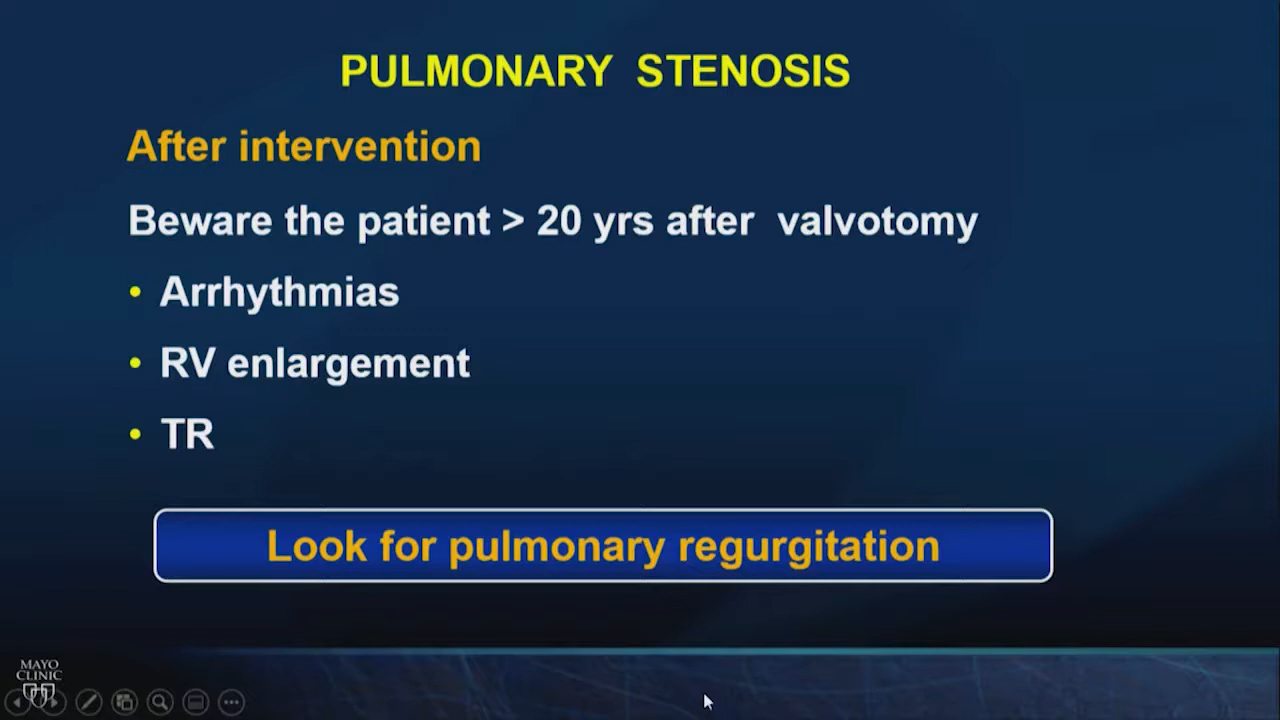 PULMONARY STENOSIS
After intervention
Beware the patient > 20 yrs after valvotomy
• Arrhythmias
• RV enlargement
• TR
Look for pulmonary regurgitation
MAYO
CLINIC